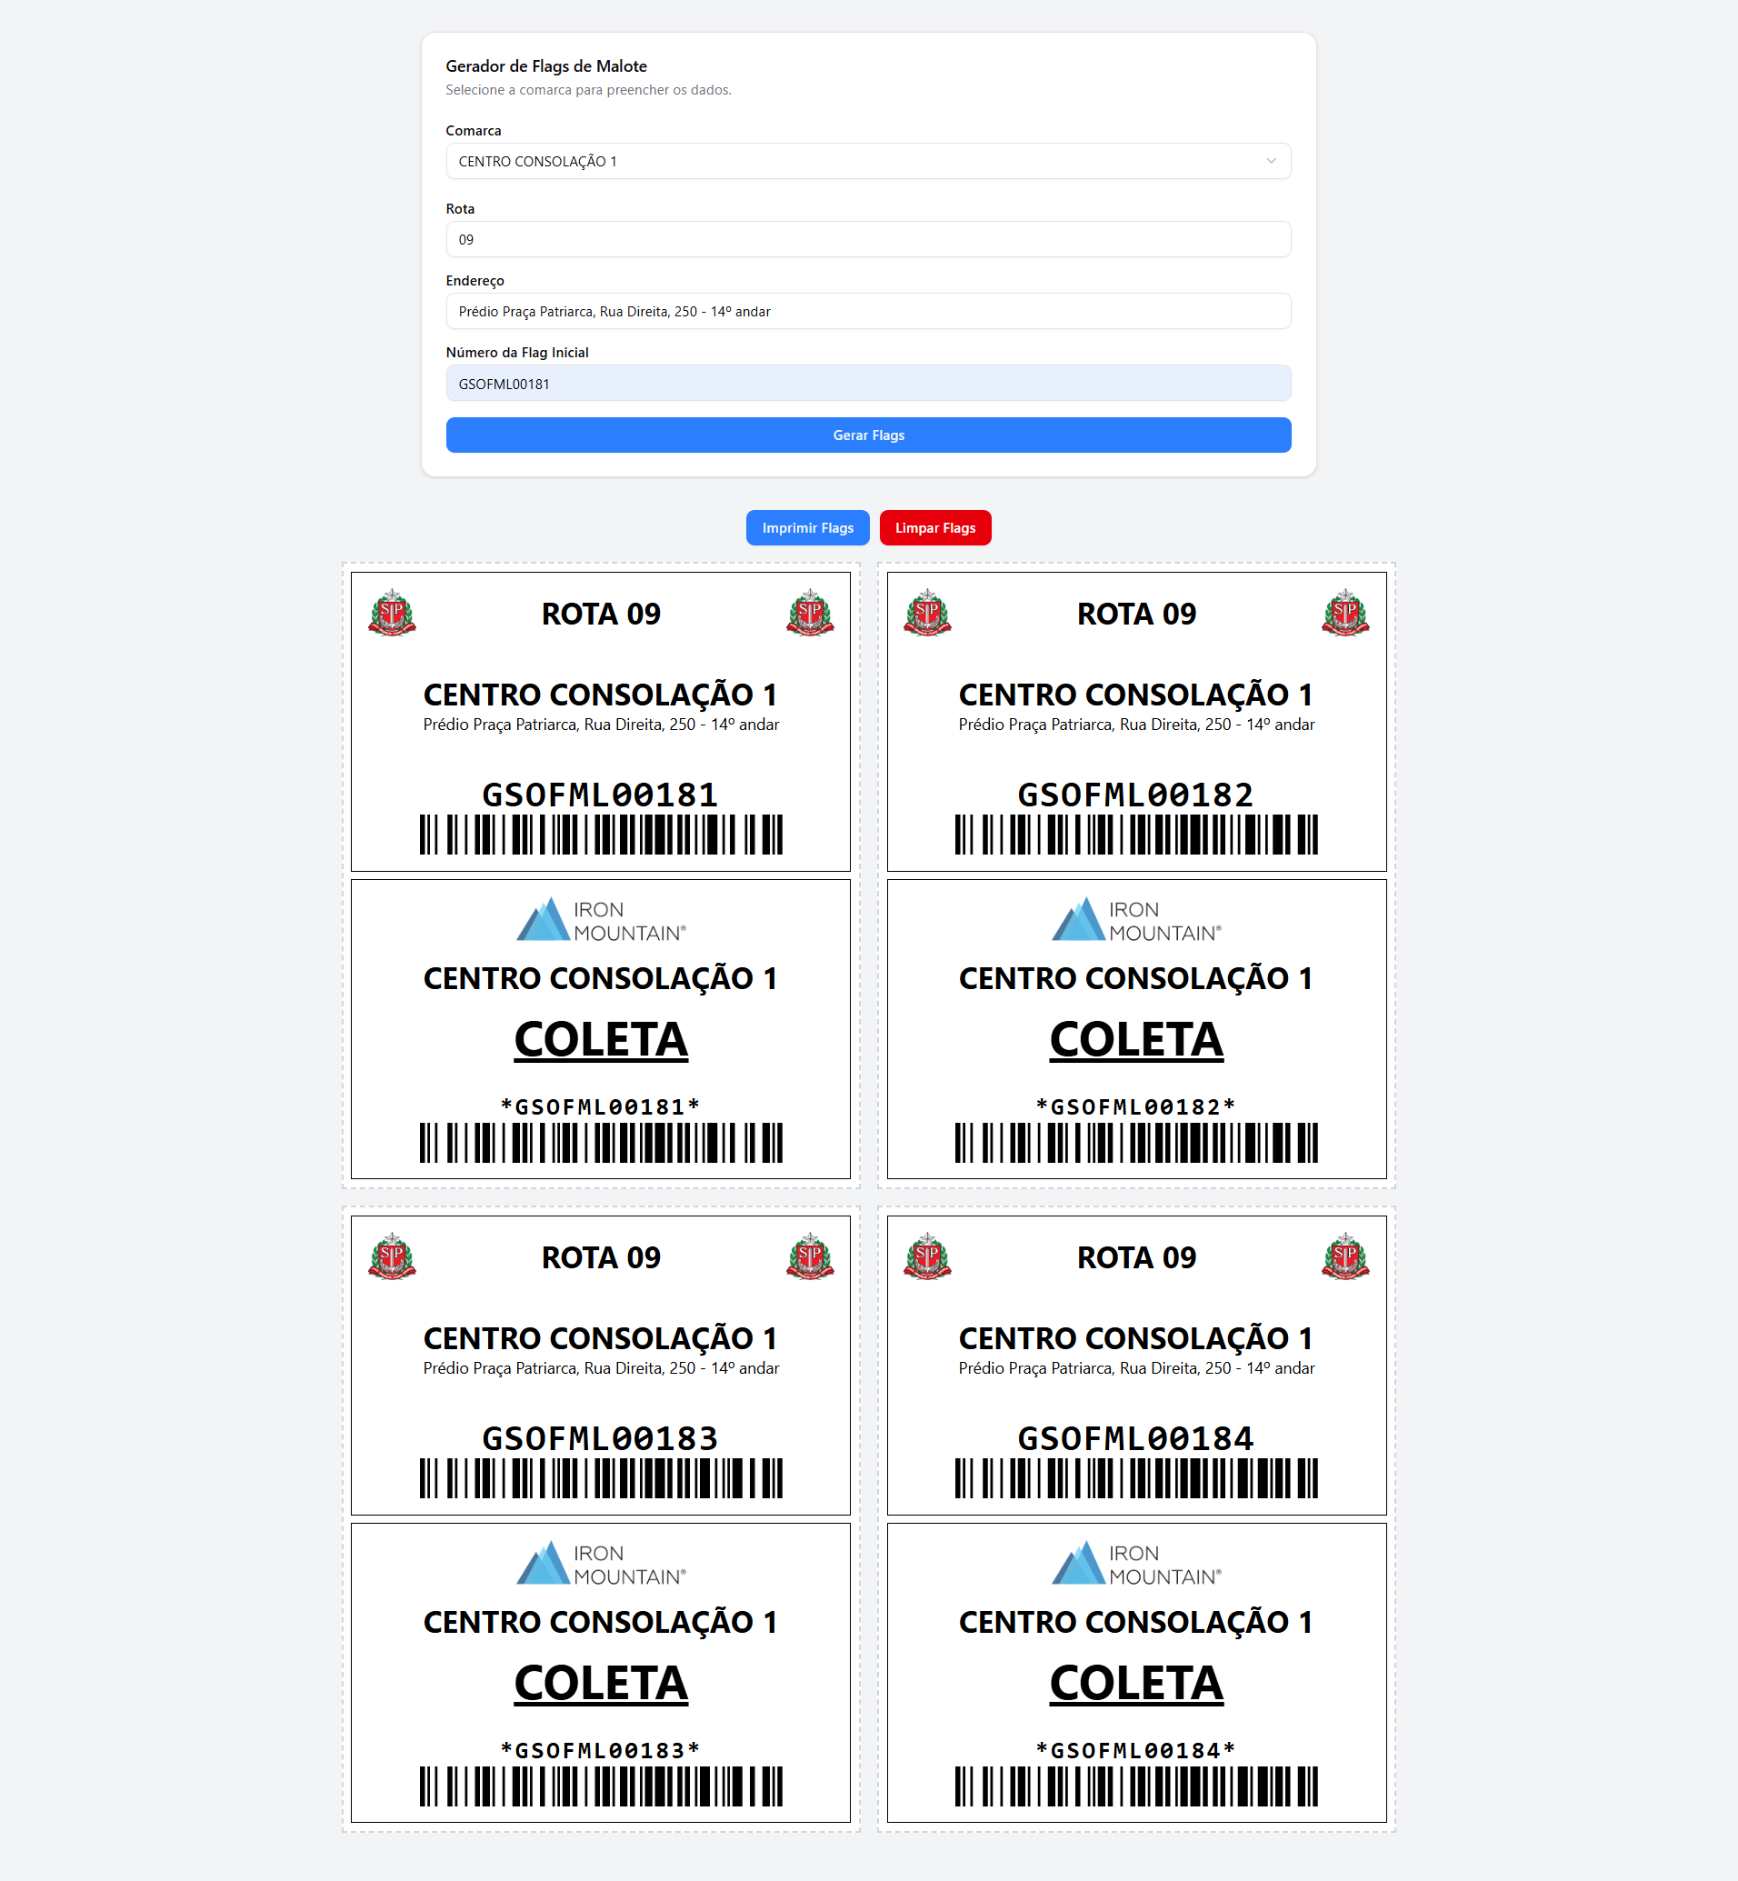 Gerador de Flags de Malote
Selecione a comarca para preencher os dados.
Comarca
CENTRO CONSOLAÇÃO 1
Rota
09
Endereço
Prédio Praça Patriarca, Rua Direita, 250 - 14º andar
Número da Flag Inicial
GSOFML00181
Gerar Flags
Imprimir Flags
Limpar Flags
SP
ROTA 09
SP
CENTRO CONSOLAÇÃO 1
Prédio Praça Patriarca, Rua Direita, 250 - 14º andar
GSOFML00181
IRON
MOUNTAIN®
CENTRO CONSOLAÇÃO 1
COLETA
*GSOFML00181*
SP
ROTA 09
SP
CENTRO CONSOLAÇÃO 1
Prédio Praça Patriarca, Rua Direita, 250 - 14º andar
GSOFML00182
IRON
MOUNTAIN®
CENTRO CONSOLAÇÃO 1
COLETA
*GSOFML00182*
SP
ROTA 09
SP
CENTRO CONSOLAÇÃO 1
Prédio Praça Patriarca, Rua Direita, 250 - 14º andar
GSOFML00183
IRON
MOUNTAIN®
CENTRO CONSOLAÇÃO 1
COLETA
*GSOFML00183*
SP
ROTA 09
SP
CENTRO CONSOLAÇÃO 1
Prédio Praça Patriarca, Rua Direita, 250 - 14º andar
GSOFML00184
IRON
MOUNTAIN®
CENTRO CONSOLAÇÃO 1
COLETA
*GSOFML00184*